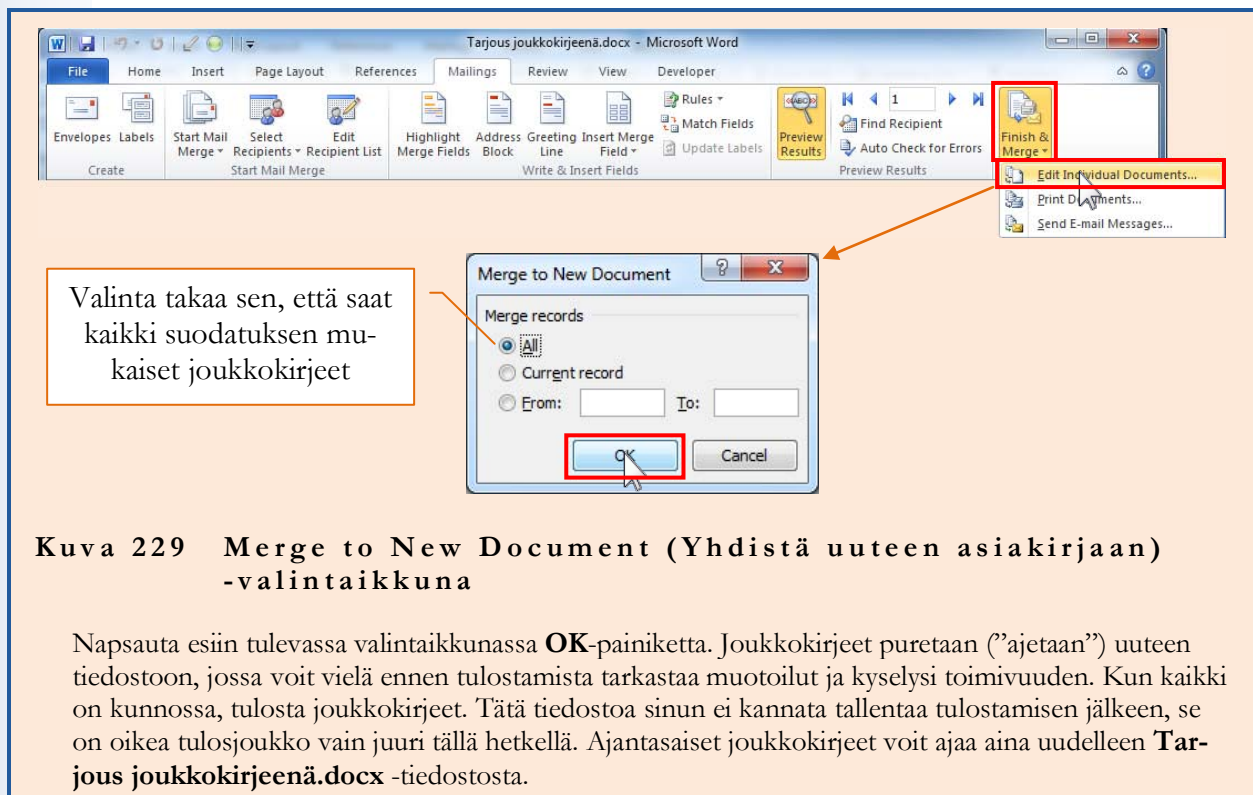 Tarjous joukkokirjeenä.docx - Microsoft Word
File Home Insert Page Layout References Mailings Review View Developer
Envelopes Labels
Create
Start Mail Merge
Select Recipients
Edit Recipient List
Start Mail Merge
Highlight Merge Fields
Address Block
Greeting Line
Insert Merge Field
Rules
Match Fields
Update Labels
Write & Insert Fields
ABC
Preview Results
1
Find Recipient
Auto Check for Errors
Preview Results
Finish & Merge
Edit Individual Documents...
Print Documents...
Send E-mail Messages...
Valinta takaa sen, että saat
kaikki suodatuksen mu-
kaiset joukkokirjeet
Merge to New Document
Merge records
All
Current record
From: To:
OK Cancel
Kuva 229 Merge to New Document (Yhdistä uuteen asiakirjaan)
-valintaikkuna
Napsauta esiin tulevassa valintaikkunassa OK-painiketta. Joukkokirjeet puretaan (”ajetaan”) uuteen
tiedostoon, jossa voit vielä ennen tulostamista tarkastaa muotoilut ja kyselysi toimivuuden. Kun kaikki
on kunnossa, tulosta joukkokirjeet. Tätä tiedostoa sinun ei kannata tallentaa tulostamisen jälkeen, se
on oikea tulosjoukko vain juuri tällä hetkellä. Ajantasaiset joukkokirjeet voit ajaa aina uudelleen Tar-
jous joukkokirjeenä.docx -tiedostosta.